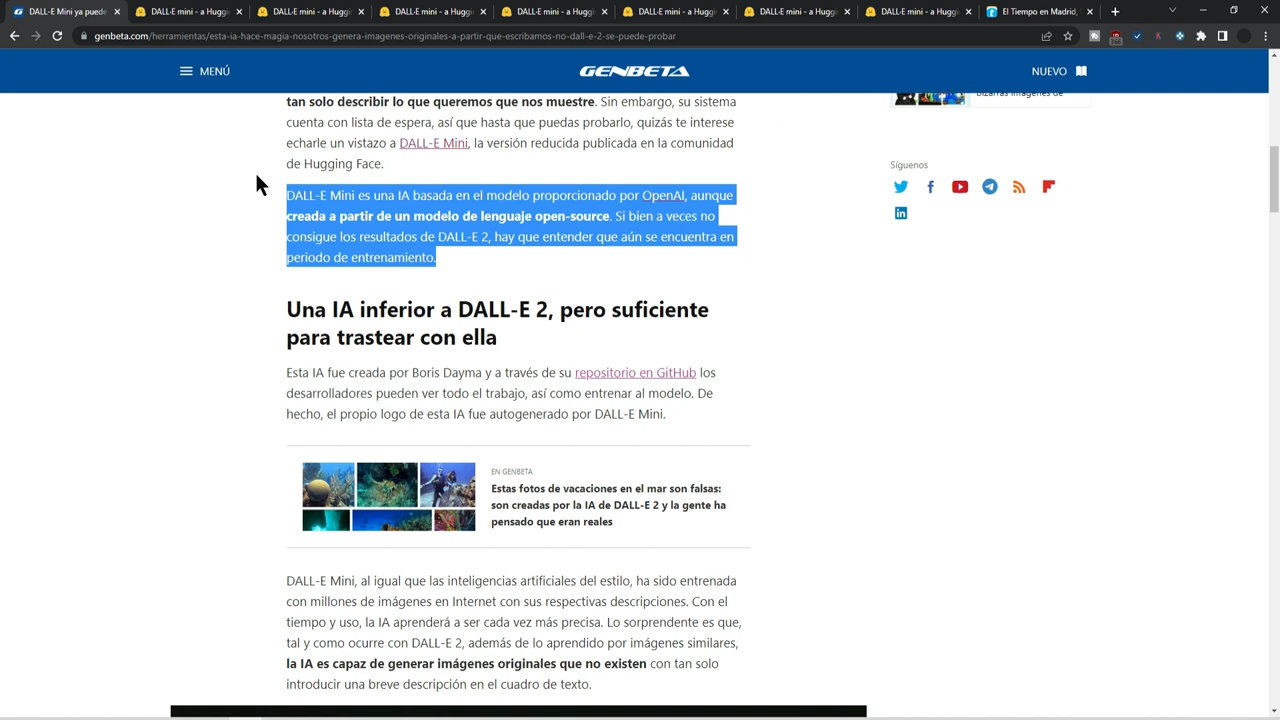 DALL-E Mini ya puedes
DALL·E mini - a Huggi
DALL·E mini - a Huggi
DALL·E mini - a Huggi
DALL·E mini - a Huggi
DALL·E mini - a Huggi
DALL·E mini - a Huggi
DALL·E mini - a Huggi
El Tiempo en Madrid,
genbeta.com/herramientas/esta-ia-hace-magia-nosotros-genera-imagenes-originales-a-partir-que-escribamos-no-dall-e-2-se-puede-probar
MENÚ
GENBETA
NUEVO
tan solo describir lo que queremos que nos muestre. Sin embargo, su sistema
cuenta con lista de espera, así que hasta que puedas probarlo, quizás te interese
echarle un vistazo a DALL-E Mini, la versión reducida publicada en la comunidad
de Hugging Face.
DALL-E Mini es una IA basada en el modelo proporcionado por OpenAI, aunque
creada a partir de un modelo de lenguaje open-source. Si bien a veces no
consigue los resultados de DALL-E 2, hay que entender que aún se encuentra en
periodo de entrenamiento.
Una IA inferior a DALL-E 2, pero suficiente
para trastear con ella
Esta IA fue creada por Boris Dayma y a través de su repositorio en GitHub los
desarrolladores pueden ver todo el trabajo, así como entrenar al modelo. De
hecho, el propio logo de esta IA fue autogenerado por DALL-E Mini.
EN GENBETA
Estas fotos de vacaciones en el mar son falsas:
son creadas por la IA de DALL-E 2 y la gente ha
pensado que eran reales
DALL-E Mini, al igual que las inteligencias artificiales del estilo, ha sido entrenada
con millones de imágenes en Internet con sus respectivas descripciones. Con el
tiempo y uso, la IA aprenderá a ser cada vez más precisa. Lo sorprendente es que,
tal y como ocurre con DALL-E 2, además de lo aprendido por imágenes similares,
la IA es capaz de generar imágenes originales que no existen con tan solo
introducir una breve descripción en el cuadro de texto.
bizarras imágenes de
Síguenos